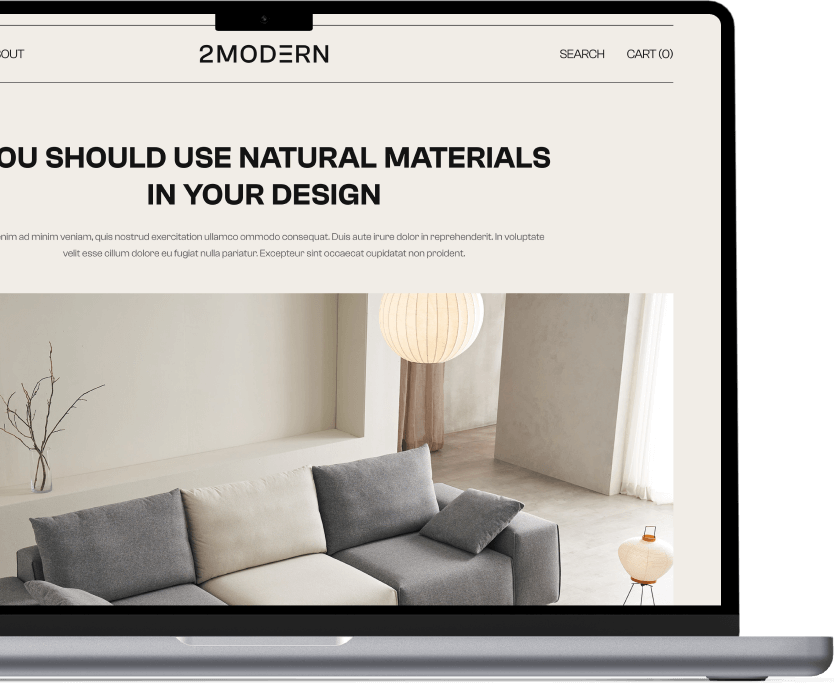 BOUT
2MODERN
SEARCH CART (0)
OU SHOULD USE NATURAL MATERIALS
IN YOUR DESIGN
enim ad minim veniam, quis nostrud exercitation ullamco ommodo consequat. Duis aute irure dolor in reprehenderit. In voluptate
velit esse cillum dolore eu fugiat nulla pariatur. Excepteur sint occaecat cupidatat non proident.